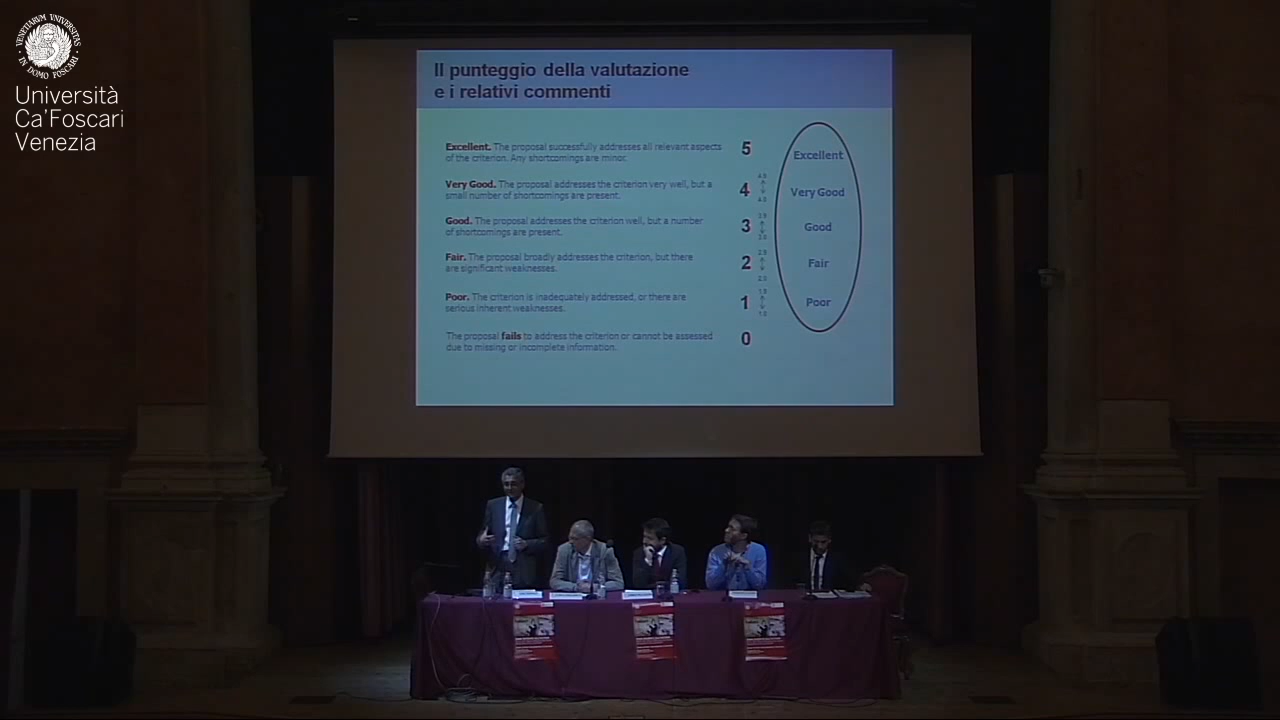 VENETIARUM UNIVERSITAS
IN DOMO FOSCARI
Università
Ca'Foscari
Venezia
Il punteggio della valutazione
e i relativi commenti
Excellent. The proposal successfully addresses all relevant aspects
of the criterion. Any shortcomings are minor.
5
Excellent
Very Good. The proposal addresses the criterion very well, but a
small number of shortcomings are present.
4
Very Good
Good. The proposal addresses the criterion well, but a number
of shortcomings are present.
3
Good
Fair. The proposal broadly addresses the criterion, but there
are significant weaknesses.
2
Fair
Poor. The criterion is inadequately addressed, or there are
serious inherent weaknesses.
1
Poor
The proposal fails to address the criterion or cannot be assessed
due to missing or incomplete information.
0